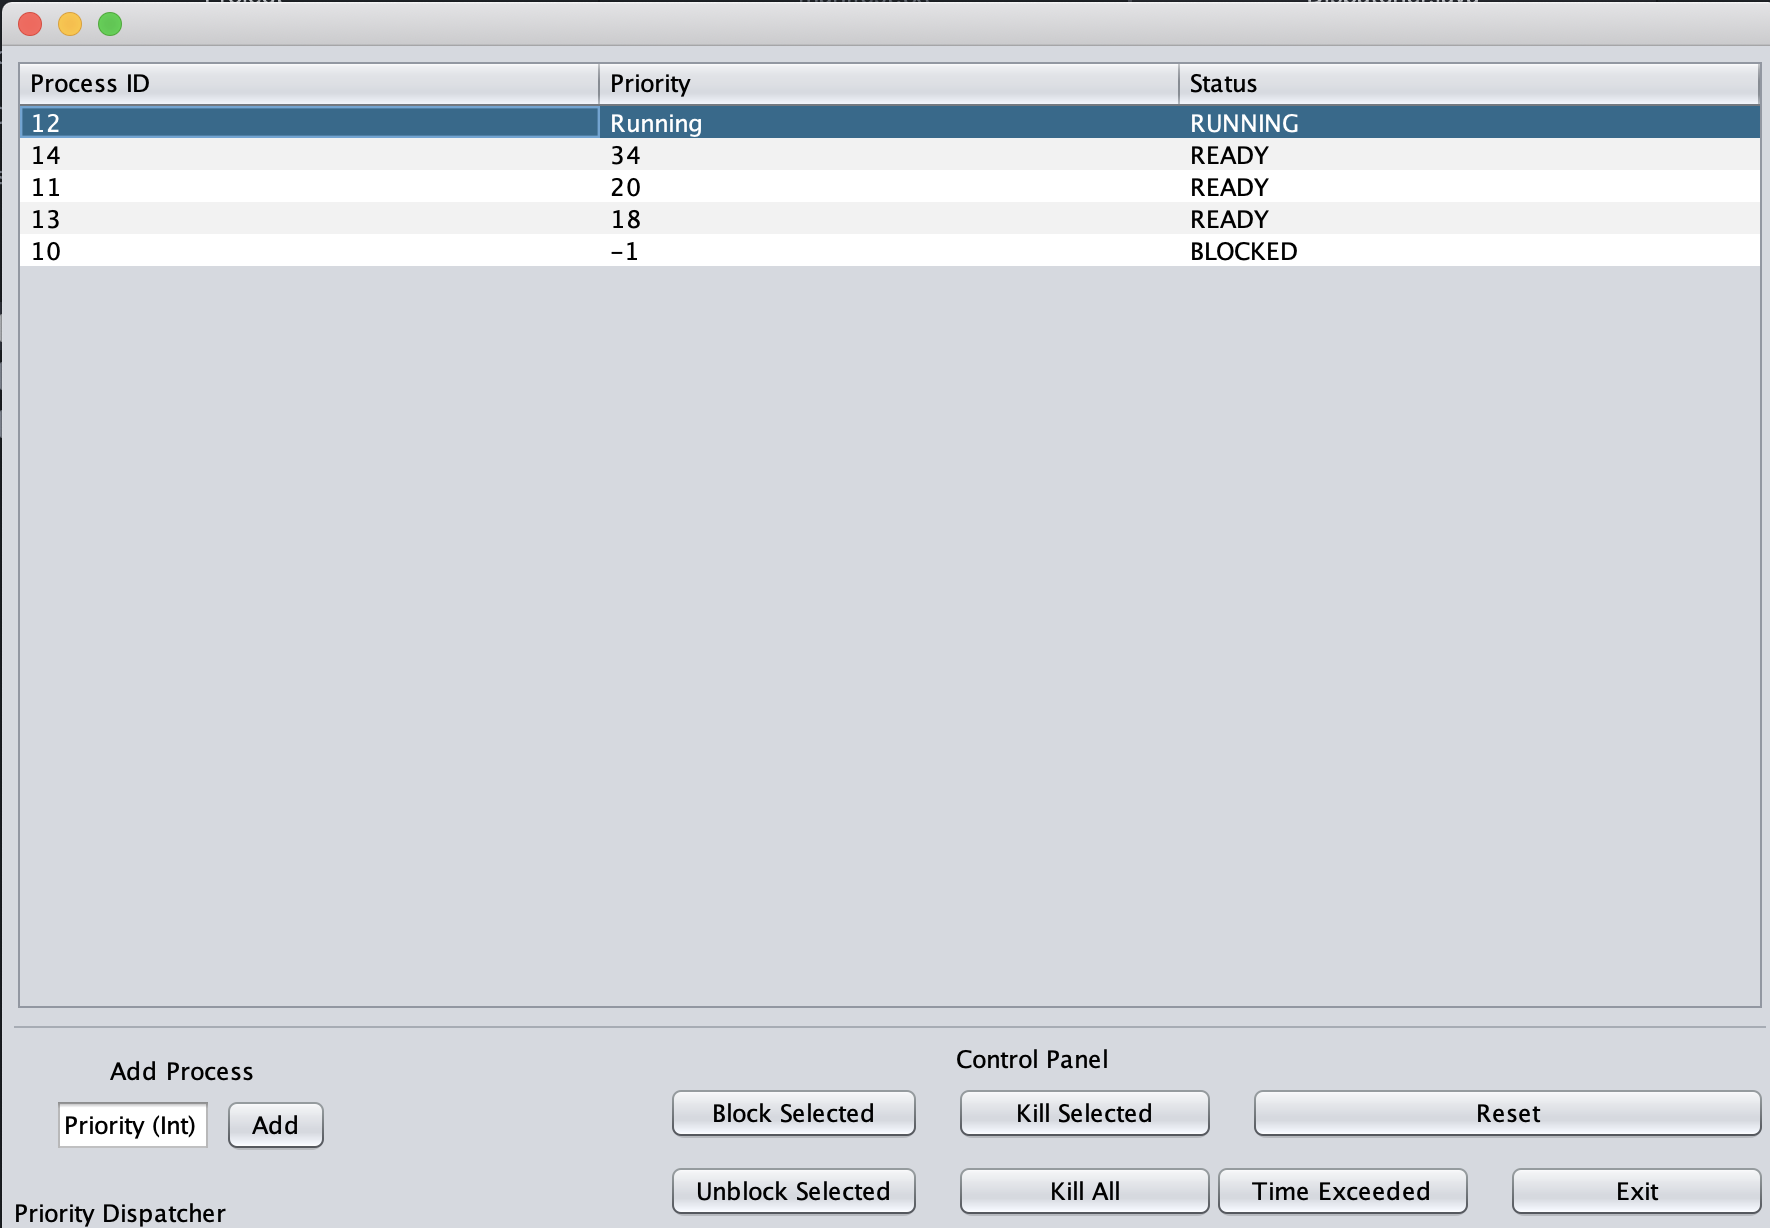 Process ID Priority Status
12 Running RUNNING
14 34 READY
11 20 READY
13 18 READY
10 -1 BLOCKED
Add Process
Control Panel
Priority (Int) Add
Block Selected Kill Selected Reset
Unblock Selected Kill All Time Exceeded Exit
Priority Dispatcher